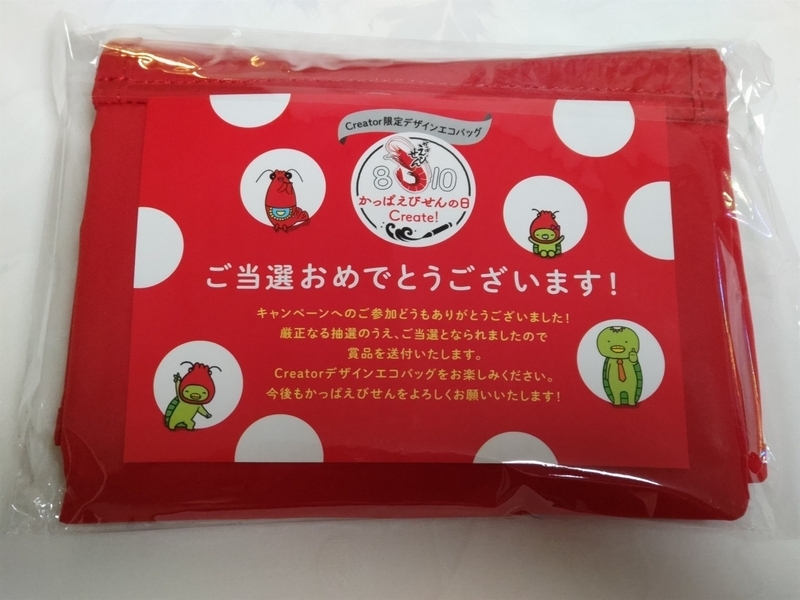 Creator限定デザインエコバッグ
かっぱえびせん
8 10
かっぱえびせんの日
Create!
ご当選おめでとうございます!
キャンペーンへのご参加どうもありがとうございました!
厳正なる抽選のうえ、ご当選となられましたので
賞品を送付いたします。
Creatorデザインエコバッグをお楽しみください。
今後もかっぱえびせんをよろしくお願いいたします!